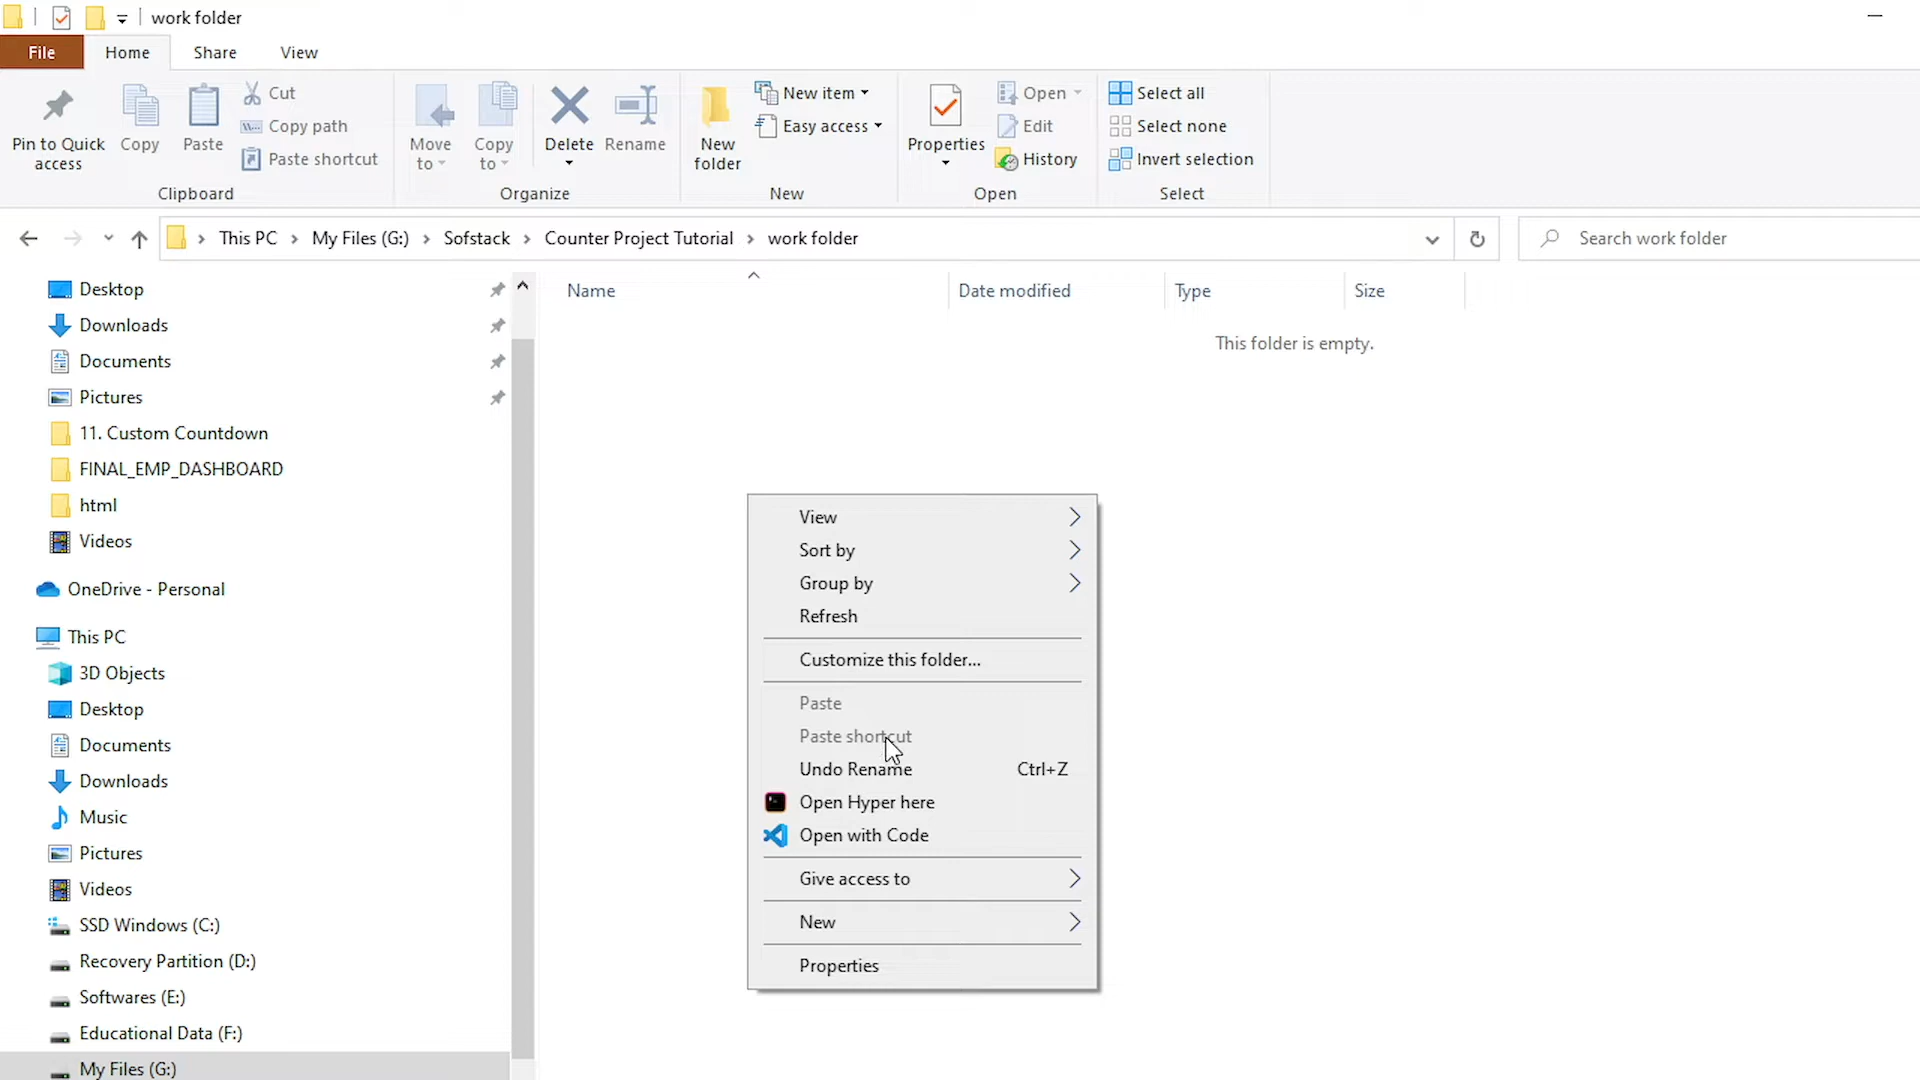 work folder
File Home Share View
Pin to Quick access
Copy
Paste
Cut
Copy path
Paste shortcut
Clipboard
Move to
Copy to
Delete
Rename
Organize
New folder
New item
Easy access
New
Properties
Open
Edit
History
Open
Select all
Select none
Invert selection
Select
This PC My Files (G:) Sofstack Counter Project Tutorial work folder
Search work folder
Desktop
Downloads
Documents
Pictures
11. Custom Countdown
FINAL_EMP_DASHBOARD
html
Videos
OneDrive - Personal
This PC
3D Objects
Desktop
Documents
Downloads
Music
Pictures
Videos
SSD Windows (C:)
Recovery Partition (D:)
Softwares (E:)
Educational Data (F:)
My Files (G:)
Name Date modified Type Size
This folder is empty.
View
Sort by
Group by
Refresh
Customize this folder...
Paste
Paste shortcut
Undo Rename Ctrl+Z
Open Hyper here
Open with Code
Give access to
New
Properties